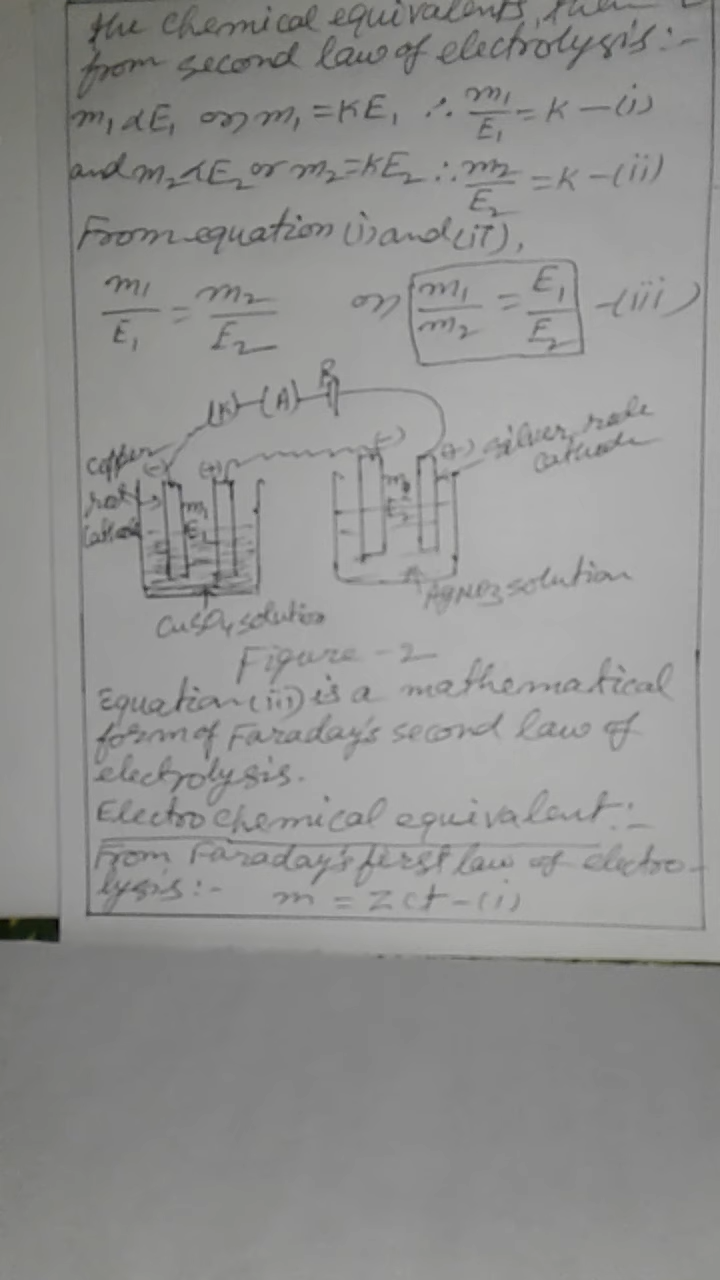 the chemical equivalents, then
from second law of electrolysis:-
m₁ ∝ E₁ or m₁ = KE₁ ∴ m₁/E₁ = K —(i)
and m₂ ∝ E₂ or m₂ = KE₂ ∴ m₂/E₂ = K —(ii)
From equation (i) and (ii),
m₁/E₁ = m₂/E₂ or m₁/m₂ = E₁/E₂ —(iii)
(K) (A)
copper
rod
(-) (+) (-) (+)
silver rode
cathode
m₁
E₁
E₂
AgNO3 solution
CuSO4 solution
Figure-2
Equation (iii) is a mathematical
form of Faraday's second law of
electrolysis.
Electrochemical equivalent:-
From Faraday's first law of electro-
lysis:- m = Zct —(i)